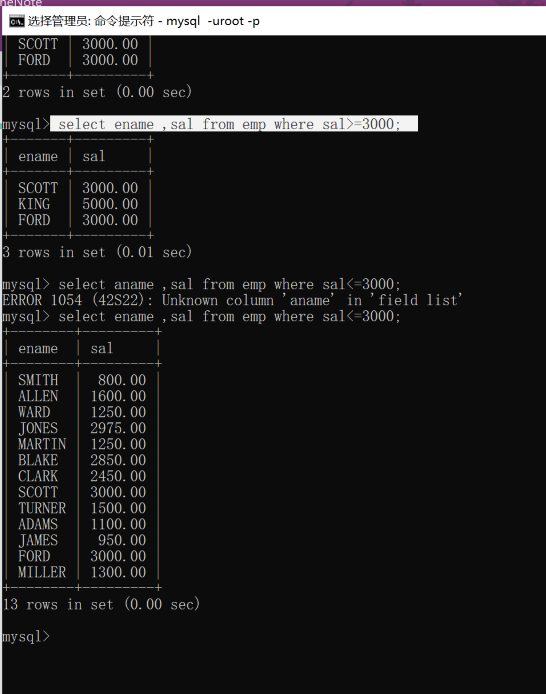 neNote
选择管理员: 命令提示符 - mysql -uroot -p
| SCOTT | 3000.00 |
| FORD | 3000.00 |
+-------+---------+
2 rows in set (0.00 sec)
mysql> select ename ,sal from emp where sal>=3000;
+-------+---------+
| ename | sal |
+-------+---------+
| SCOTT | 3000.00 |
| KING | 5000.00 |
| FORD | 3000.00 |
+-------+---------+
3 rows in set (0.01 sec)
mysql> select aname ,sal from emp where sal<=3000;
ERROR 1054 (42S22): Unknown column 'aname' in 'field list'
mysql> select ename ,sal from emp where sal<=3000;
+--------+---------+
| ename | sal |
+--------+---------+
| SMITH | 800.00 |
| ALLEN | 1600.00 |
| WARD | 1250.00 |
| JONES | 2975.00 |
| MARTIN | 1250.00 |
| BLAKE | 2850.00 |
| CLARK | 2450.00 |
| SCOTT | 3000.00 |
| TURNER | 1500.00 |
| ADAMS | 1100.00 |
| JAMES | 950.00 |
| FORD | 3000.00 |
| MILLER | 1300.00 |
+--------+---------+
13 rows in set (0.00 sec)
mysql>